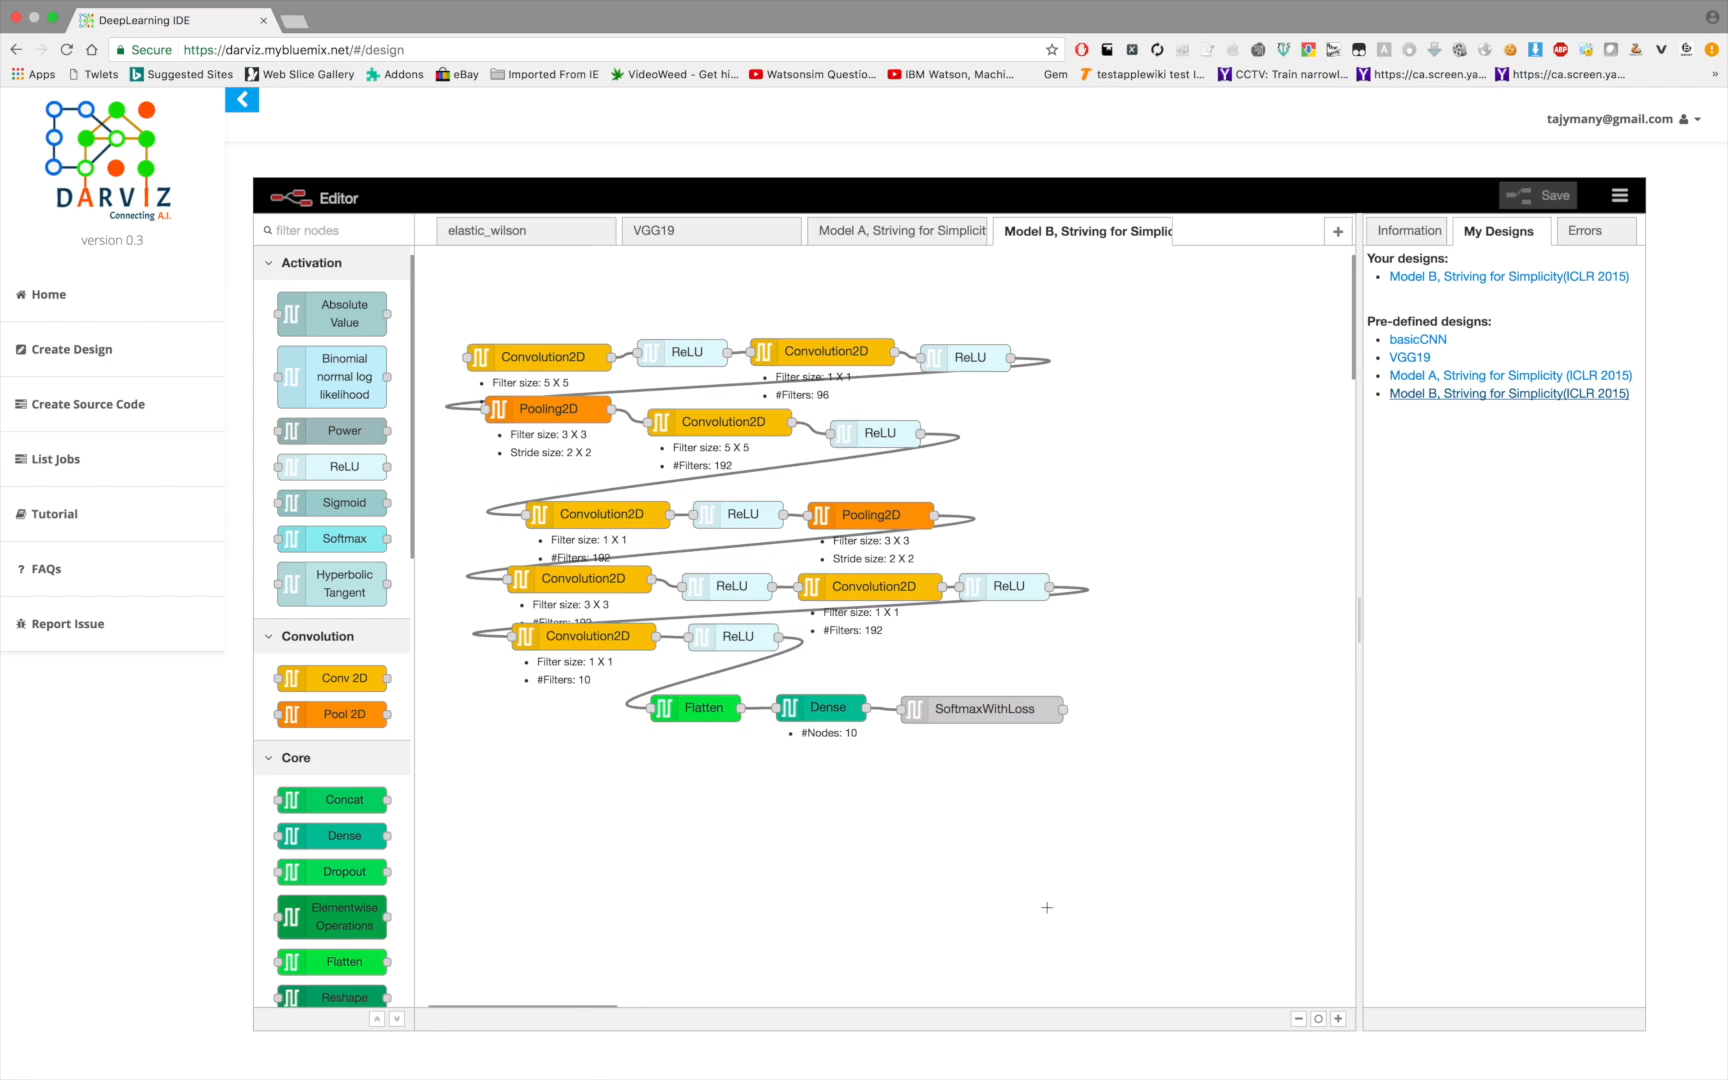 DeepLearning IDE
Secure https://darviz.mybluemix.net/#/design
Apps Twlets Suggested Sites Web Slice Gallery Addons eBay Imported From IE VideoWeed - Get hi... Watsonsim Questio... IBM Watson, Machi... Gem testapplewiki test l... CCTV: Train narrowl... https://ca.screen.ya... https://ca.screen.ya...
DARVIZ
Connecting A.I.
version 0.3
Home
Create Design
Create Source Code
List Jobs
Tutorial
FAQs
Report Issue
tajymany@gmail.com
Editor
Save
filter nodes
Activation
Absolute
Value
Binomial
normal log
likelihood
Power
ReLU
Sigmoid
Softmax
Hyperbolic
Tangent
Convolution
Conv 2D
Pool 2D
Core
Concat
Dense
Dropout
Elementwise
Operations
Flatten
Reshape
elastic_wilson
VGG19
Model A, Striving for Simplicit
Model B, Striving for Simplic
Convolution2D ReLU Convolution2D ReLU
Filter size: 5 X 5
Filter size: 1 X 1
#Filters: 96
Pooling2D Convolution2D ReLU
Filter size: 3 X 3
Stride size: 2 X 2
Filter size: 5 X 5
#Filters: 192
Convolution2D ReLU Pooling2D
Filter size: 1 X 1
#Filters: 192
Filter size: 3 X 3
Stride size: 2 X 2
Convolution2D ReLU Convolution2D ReLU
Filter size: 3 X 3
#Filters: 192
Filter size: 1 X 1
#Filters: 192
Convolution2D ReLU
Filter size: 1 X 1
#Filters: 10
Flatten Dense SoftmaxWithLoss
#Nodes: 10
Information
My Designs
Errors
Your designs:
Model B, Striving for Simplicity(ICLR 2015)
Pre-defined designs:
basicCNN
VGG19
Model A, Striving for Simplicity (ICLR 2015)
Model B, Striving for Simplicity(ICLR 2015)